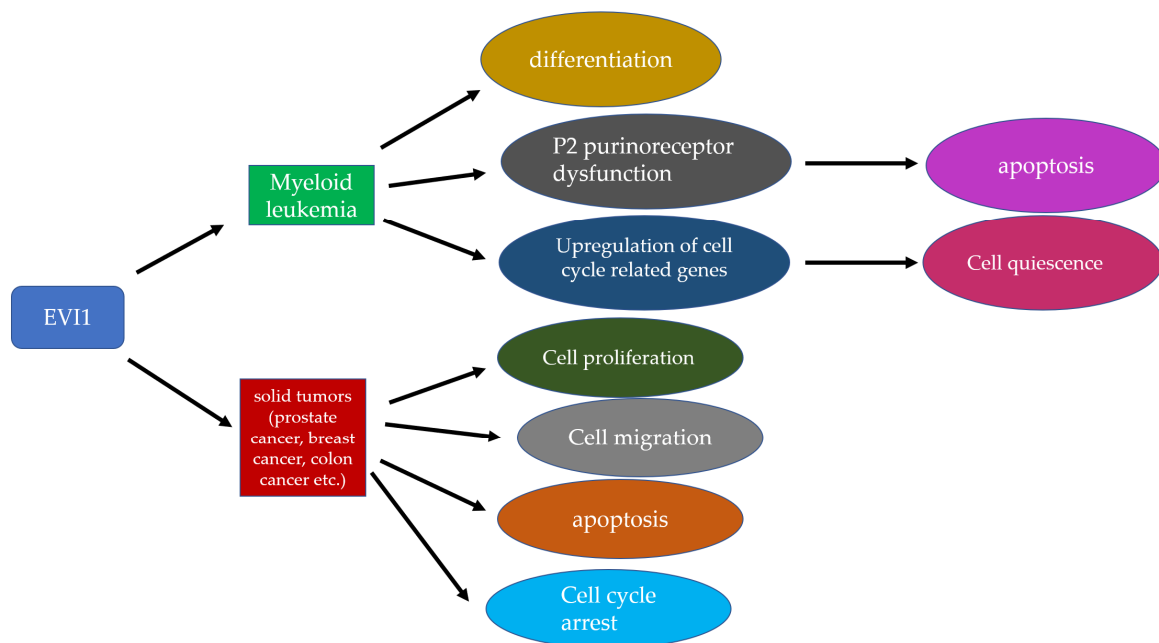 differentiation
P2 purinoreceptor
dysfunction
apoptosis
Myeloid
leukemia
Upregulation of cell
cycle related genes
Cell quiescence
EVI1
Cell proliferation
solid tumors
(prostate
cancer, breast
cancer, colon
cancer etc.)
Cell migration
apoptosis
Cell cycle
arrest